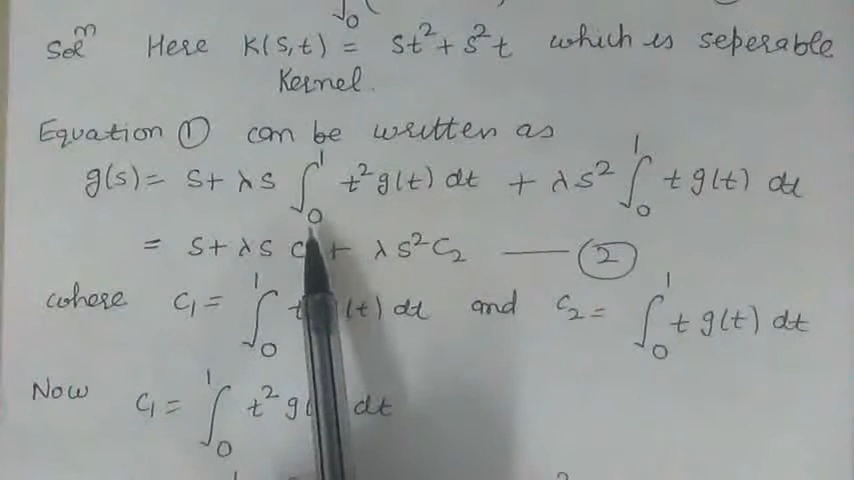 ∫₀ (
Solⁿ Here K(s,t) = st² + s²t which is seperable
Kernel.
Equation ① can be written as
g(s) = s + λs ∫₀¹ t² g(t) dt + λs² ∫₀¹ t g(t) dt
= s + λs c + λs² c₂ —— ②
where c₁ = ∫₀¹ t (t) dt and c₂ = ∫₀¹ t g(t) dt
Now c₁ = ∫₀¹ t² g( dt